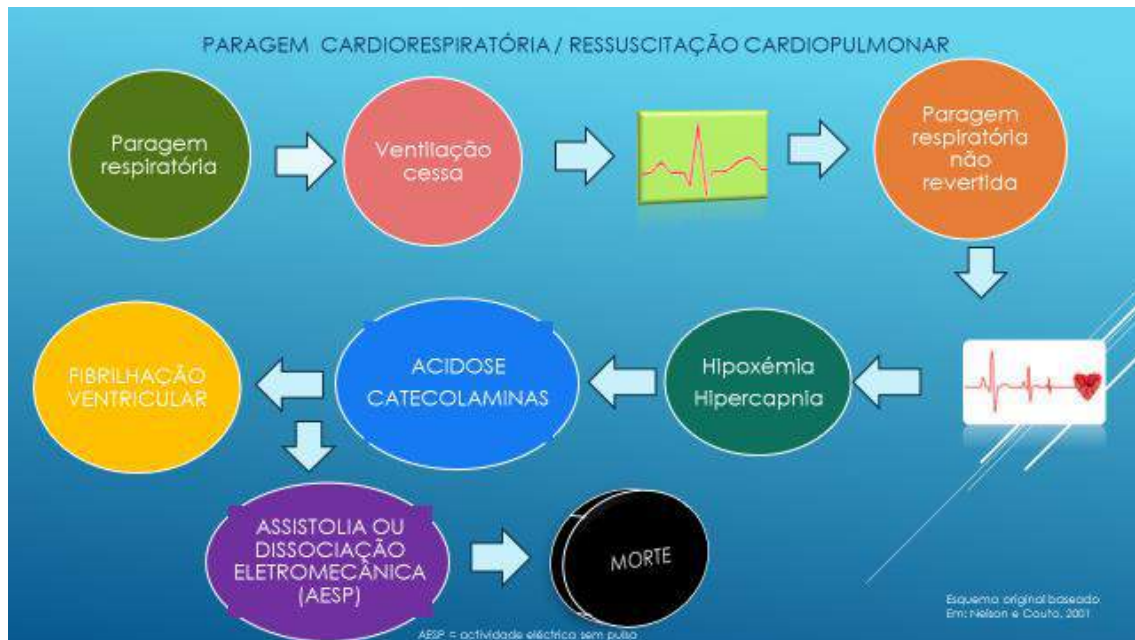 PARAGEM CARDIORESPIRATÓRIA / RESSUSCITAÇÃO CARDIOPULMONAR
Paragem
respiratória
Ventilação
cessa
Paragem
respiratória
não
revertida
Hipoxémia
Hipercapnia
ACIDOSE
CATECOLAMINAS
FIBRILHAÇÃO
VENTRICULAR
ASSISTOLIA OU
DISSOCIAÇÃO
ELETROMECÂNICA
(AESP)
MORTE
Esquema original baseado
Em: Nelson e Couto, 2001
AESP = actividade eléctrica sem pulso